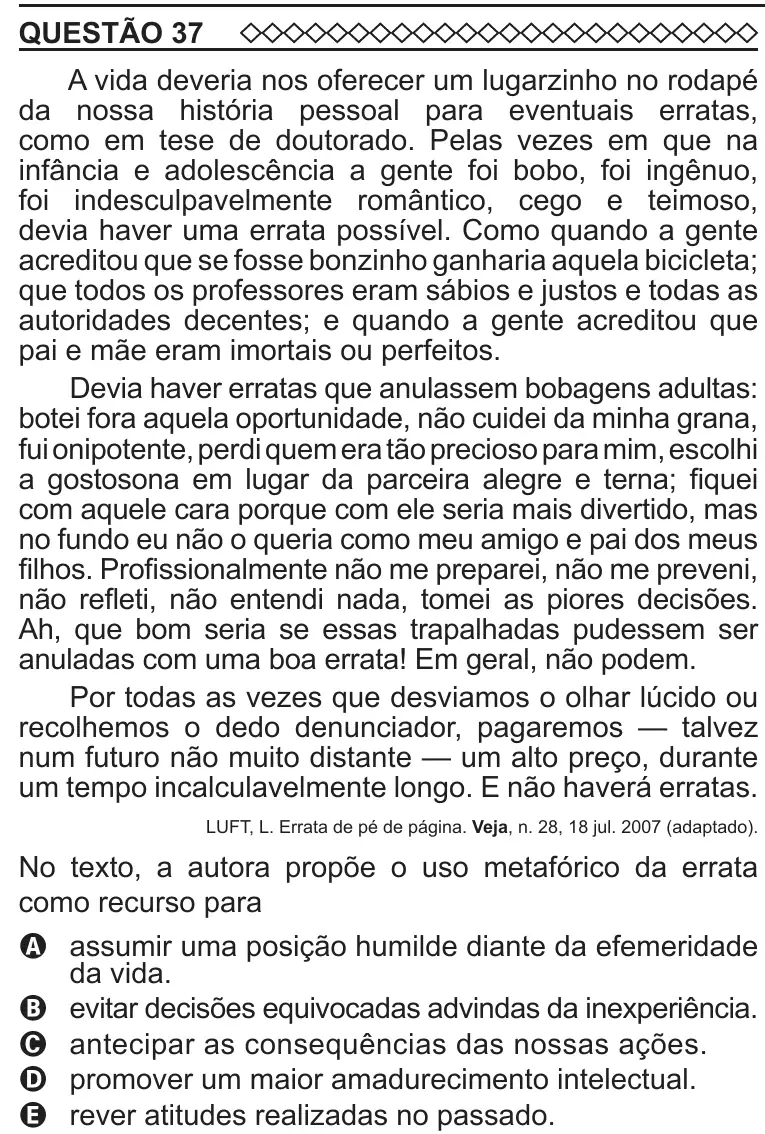 QUESTÃO 37
A vida deveria nos oferecer um lugarzinho no rodapé
da nossa história pessoal para eventuais erratas,
como em tese de doutorado. Pelas vezes em que na
infância e adolescência a gente foi bobo, foi ingênuo,
foi indesculpavelmente romântico, cego e teimoso,
devia haver uma errata possível. Como quando a gente
acreditou que se fosse bonzinho ganharia aquela bicicleta;
que todos os professores eram sábios e justos e todas as
autoridades decentes; e quando a gente acreditou que
pai e mãe eram imortais ou perfeitos.
Devia haver erratas que anulassem bobagens adultas:
botei fora aquela oportunidade, não cuidei da minha grana,
fui onipotente, perdi quem era tão precioso para mim, escolhi
a gostosona em lugar da parceira alegre e terna; fiquei
com aquele cara porque com ele seria mais divertido, mas
no fundo eu não o queria como meu amigo e pai dos meus
filhos. Profissionalmente não me preparei, não me preveni,
não refleti, não entendi nada, tomei as piores decisões.
Ah, que bom seria se essas trapalhadas pudessem ser
anuladas com uma boa errata! Em geral, não podem.
Por todas as vezes que desviamos o olhar lúcido ou
recolhemos o dedo denunciador, pagaremos — talvez
num futuro não muito distante — um alto preço, durante
um tempo incalculavelmente longo. E não haverá erratas.
LUFT, L. Errata de pé de página. Veja, n. 28, 18 jul. 2007 (adaptado).
No texto, a autora propõe o uso metafórico da errata
como recurso para
A assumir uma posição humilde diante da efemeridade
da vida.
B evitar decisões equivocadas advindas da inexperiência.
C antecipar as consequências das nossas ações.
D promover um maior amadurecimento intelectual.
E rever atitudes realizadas no passado.